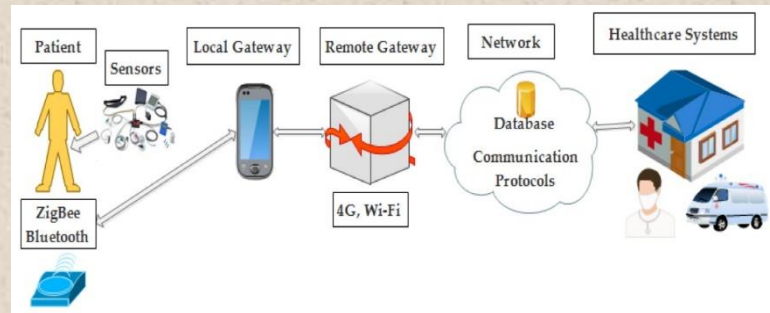 Patient
Sensors
Local Gateway
Remote Gateway
Network
Healthcare Systems
Database
Communication
Protocols
ZigBee
Bluetooth
4G, Wi-Fi